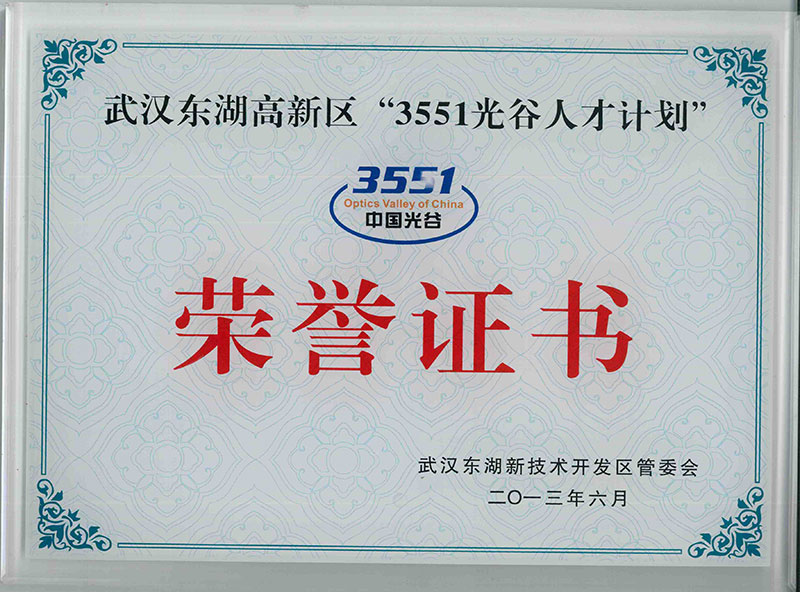 武汉东湖高新区“3551光谷人才计划”
3551
Optics Valley of China
中国光谷
荣誉证书
武汉东湖新技术开发区管委会
二〇一三年六月